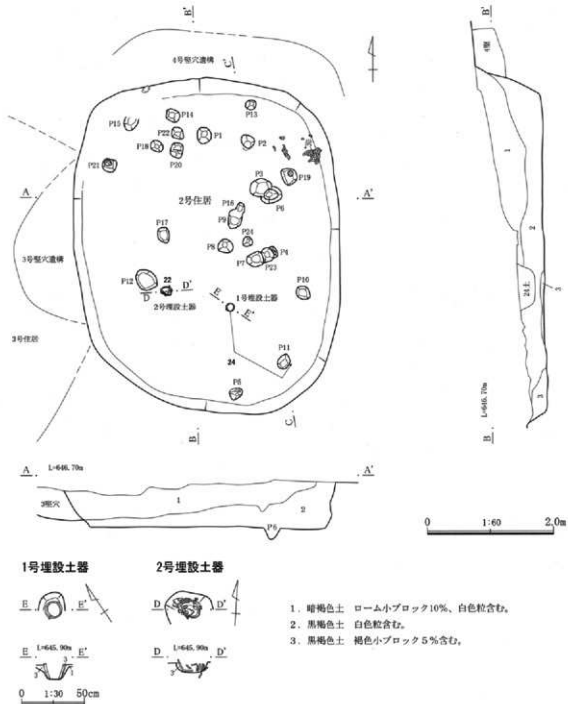 B'
4号竪穴遺構
C'
P15
P14
P13
P22
P1
P18
P20
P2
P21
P3
P19
P6
A
A'
2号住居
P16
P9
P17
P24
P8
P4
P7
P23
3号竪穴遺構
P12
22
D
D'
2号埋設土器
E
E'
1号埋設土器
P10
3号住居
24
P11
P5
B
C
B'
4竪
1
2
24土
3
3
L=646.70m
B
A
L=646.70m
A'
3竪穴
1
2
P6
0
1:60
2.0m
1号埋設土器
2号埋設土器
E
E'
D
D'
E
L=645.90m
E'
D
L=645.90m
D'
3
3
1
3
0
1:30
50cm
1．暗褐色土 ローム小ブロック10%、白色粒含む。
2．黒褐色土 白色粒含む。
3．黒褐色土 褐色小ブロック5%含む。